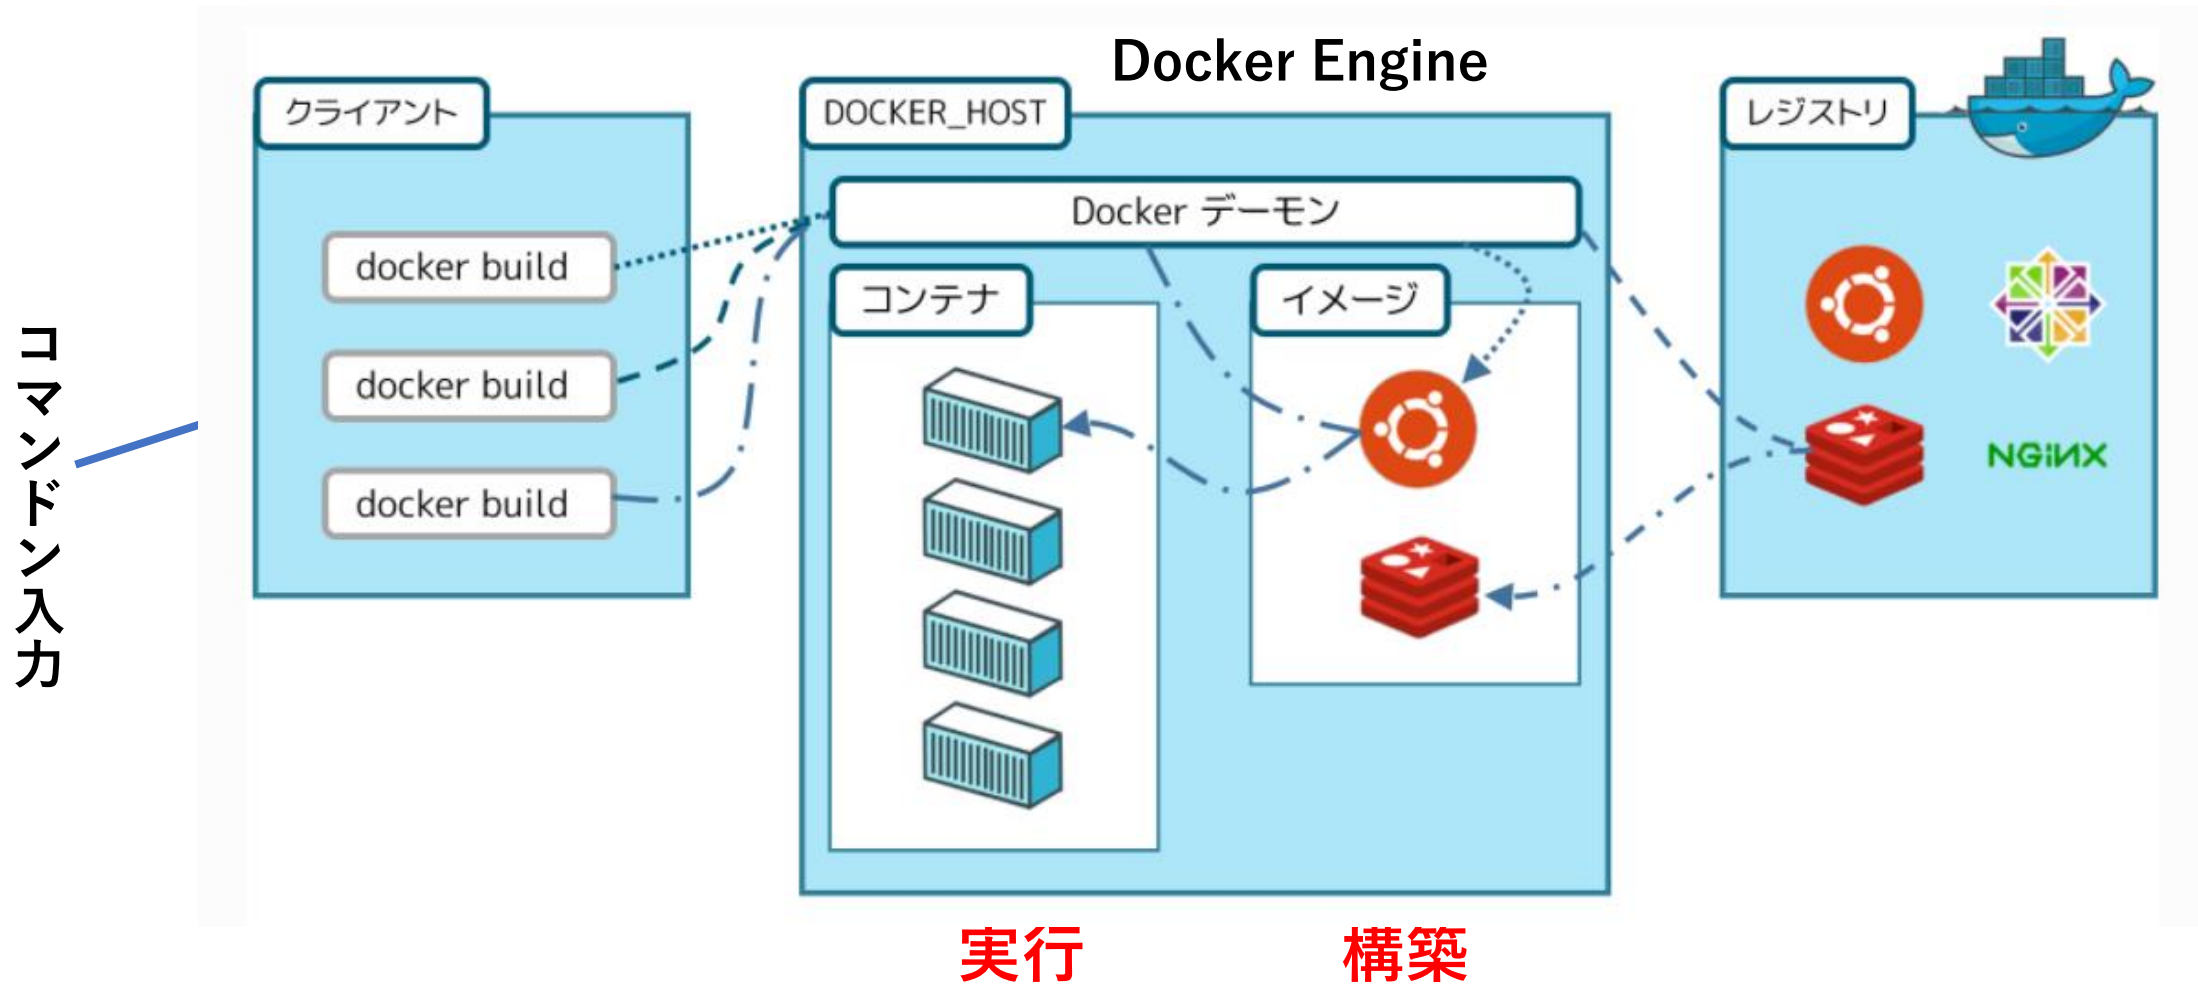 Docker Engine
クライアント
DOCKER_HOST
レジストリ
Docker デーモン
docker build
docker build
docker build
コンテナ
イメージ
NGiNX
コマンドン入力
実行
構築